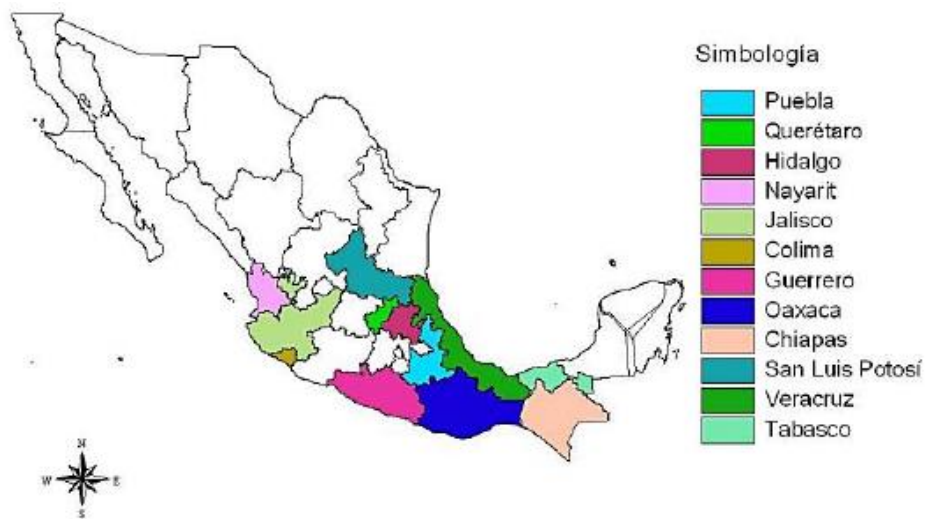 Simbología
Puebla
Querétaro
Hidalgo
Nayarit
Jalisco
Colima
Guerrero
Oaxaca
Chiapas
San Luis Potosí
Veracruz
Tabasco
N
W E
S